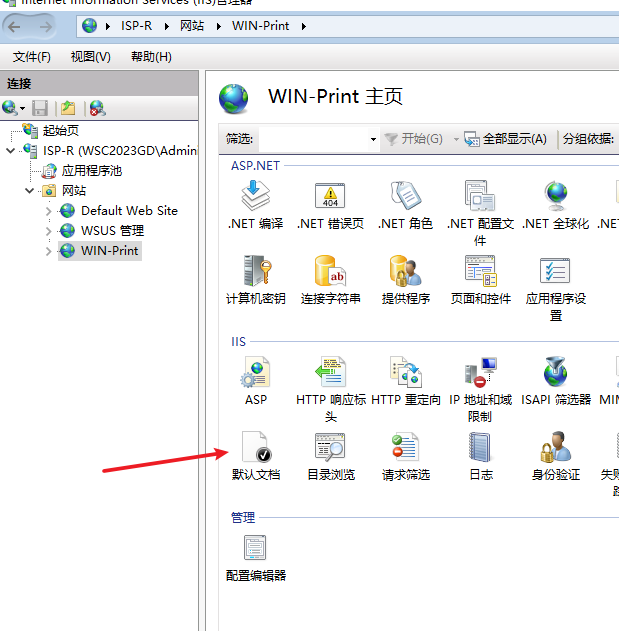 Internet Information Services (IIS)管理器
ISP-R 网站 WIN-Print
文件(F) 视图(V) 帮助(H)
连接
起始页
ISP-R (WSC2023GD\Admin
应用程序池
网站
Default Web Site
WSUS 管理
WIN-Print
WIN-Print 主页
筛选: 开始(G) 全部显示(A) 分组依据:
ASP.NET
.NET 编译 .NET 错误页 .NET 角色 .NET 配置文件 .NET 全球化 .NE
404
ab
计算机密钥 连接字符串 提供程序 页面和控件 应用程序设置
IIS
ASP HTTP 响应标头 HTTP 重定向 IP 地址和域限制 ISAPI 筛选器 MIM
默认文档 目录浏览 请求筛选 日志 身份验证 失败
管理
配置编辑器